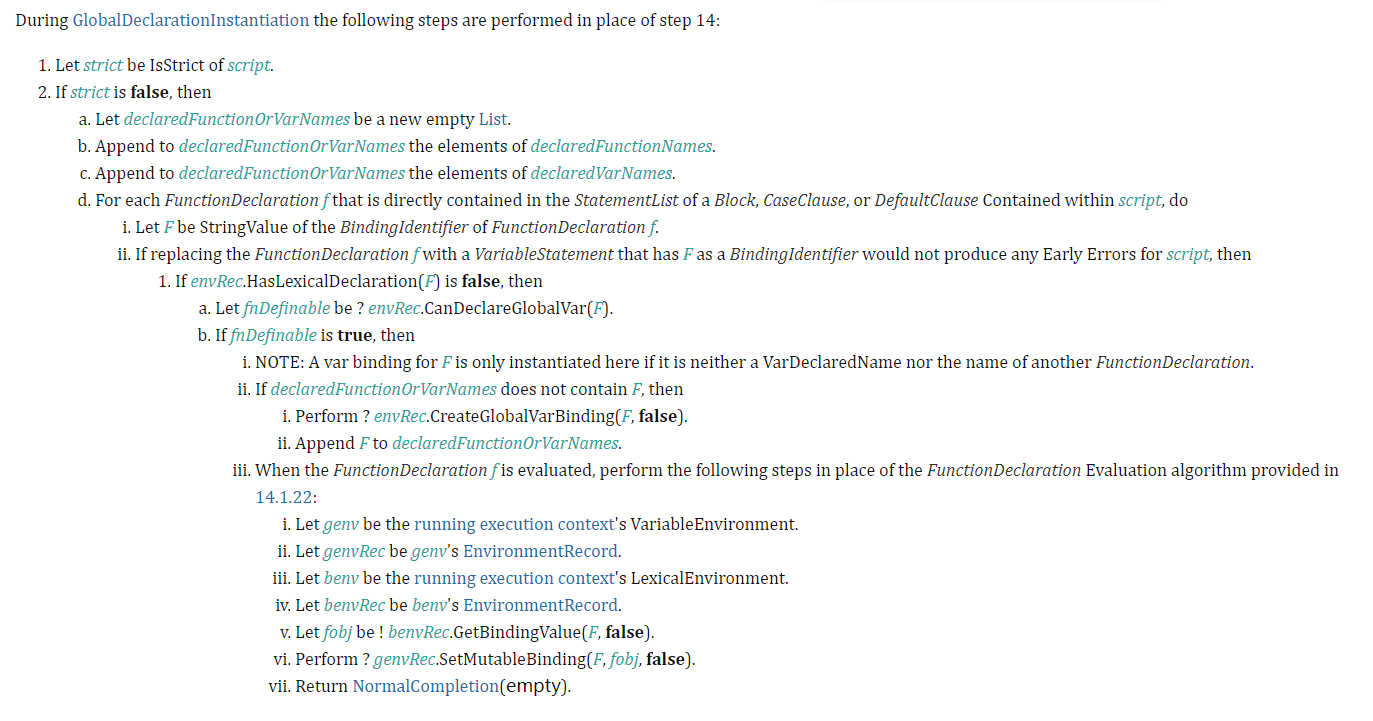 During GlobalDeclarationInstantiation the following steps are performed in place of step 14:
1. Let strict be IsStrict of script.
2. If strict is false, then
a. Let declaredFunctionOrVarNames be a new empty List.
b. Append to declaredFunctionOrVarNames the elements of declaredFunctionNames.
c. Append to declaredFunctionOrVarNames the elements of declaredVarNames.
d. For each FunctionDeclaration f that is directly contained in the StatementList of a Block, CaseClause, or DefaultClause Contained within script, do
i. Let F be StringValue of the BindingIdentifier of FunctionDeclaration f.
ii. If replacing the FunctionDeclaration f with a VariableStatement that has F as a BindingIdentifier would not produce any Early Errors for script, then
1. If envRec.HasLexicalDeclaration(F) is false, then
a. Let fnDefinable be ? envRec.CanDeclareGlobalVar(F).
b. If fnDefinable is true, then
i. NOTE: A var binding for F is only instantiated here if it is neither a VarDeclaredName nor the name of another FunctionDeclaration.
ii. If declaredFunctionOrVarNames does not contain F, then
i. Perform ? envRec.CreateGlobalVarBinding(F, false).
ii. Append F to declaredFunctionOrVarNames.
iii. When the FunctionDeclaration f is evaluated, perform the following steps in place of the FunctionDeclaration Evaluation algorithm provided in
14.1.22:
i. Let genv be the running execution context's VariableEnvironment.
ii. Let genvRec be genv's EnvironmentRecord.
iii. Let benv be the running execution context's LexicalEnvironment.
iv. Let benvRec be benv's EnvironmentRecord.
v. Let fobj be ! benvRec.GetBindingValue(F, false).
vi. Perform ? genvRec.SetMutableBinding(F, fobj, false).
vii. Return NormalCompletion(empty).